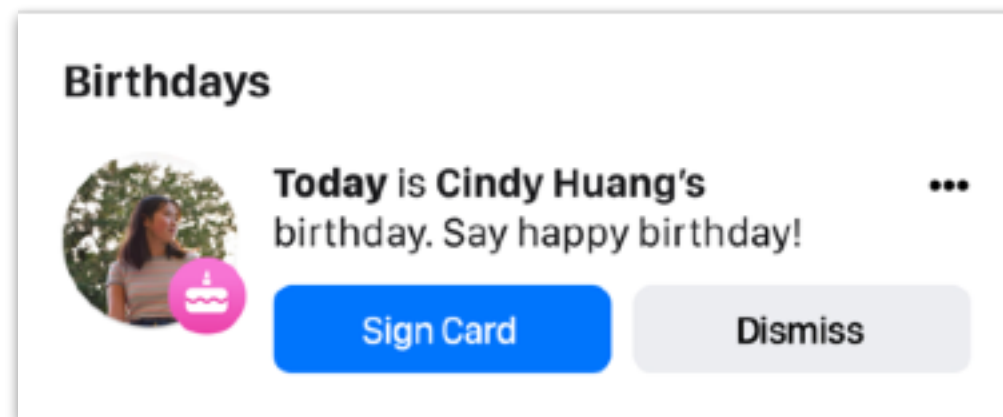 Birthdays
Today is Cindy Huang’s
birthday. Say happy birthday!
Sign Card
Dismiss